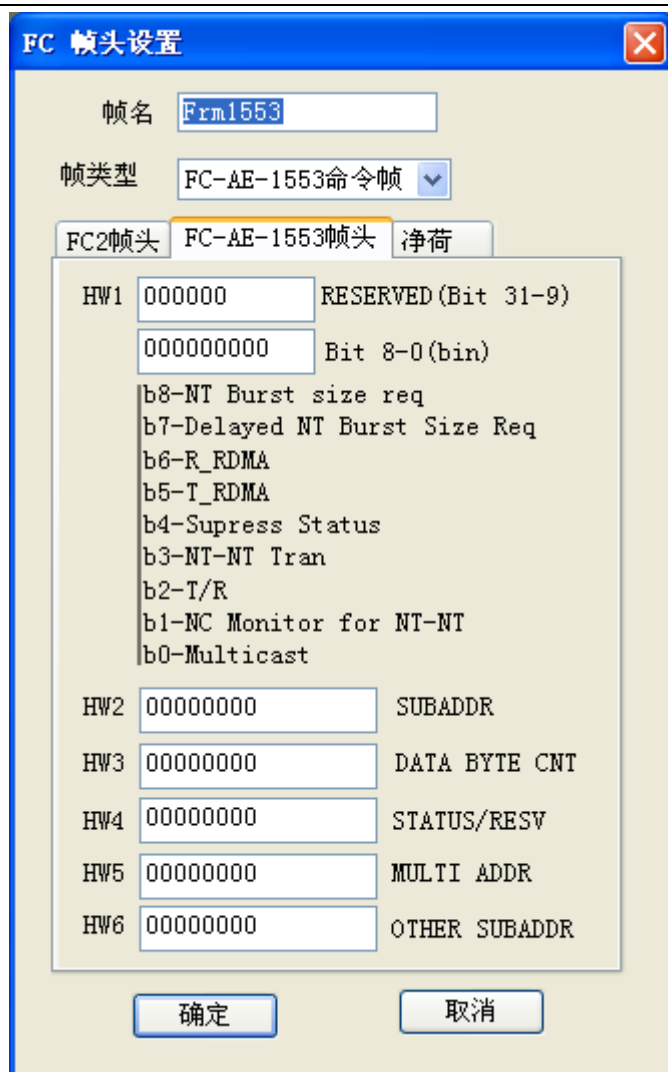 FC 帧头设置
帧名 Frm1553
帧类型 FC-AE-1553命令帧
FC2帧头 FC-AE-1553帧头 净荷
HW1 000000 RESERVED(Bit 31-9)
000000000 Bit 8-0(bin)
b8-NT Burst size req
b7-Delayed NT Burst Size Req
b6-R_RDMA
b5-T_RDMA
b4-Supress Status
b3-NT-NT Tran
b2-T/R
b1-NC Monitor for NT-NT
b0-Multicast
HW2 00000000 SUBADDR
HW3 00000000 DATA BYTE CNT
HW4 00000000 STATUS/RESV
HW5 00000000 MULTI ADDR
HW6 00000000 OTHER SUBADDR
确定 取消